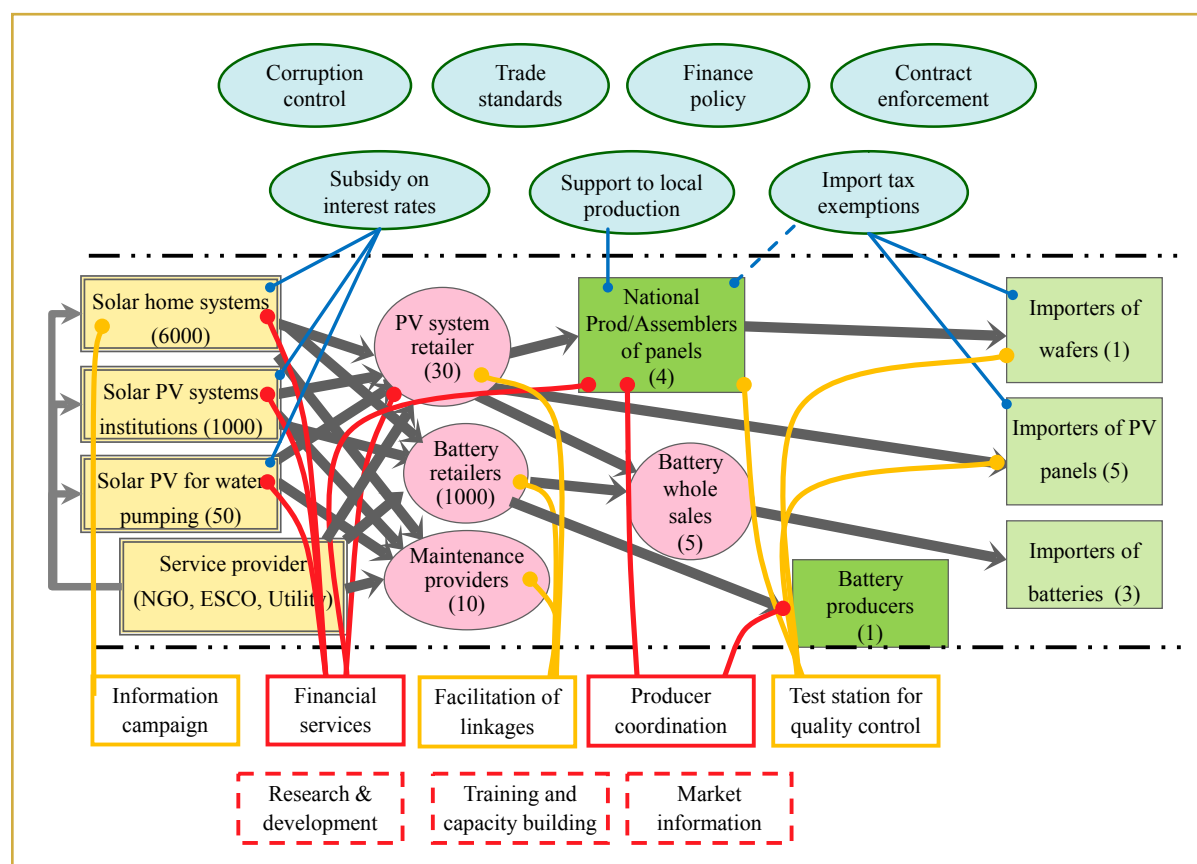 Corruption
control
Trade
standards
Finance
policy
Contract
enforcement
Subsidy on
interest rates
Support to local
production
Import tax
exemptions
Solar home systems
(6000)
PV system
retailer
(30)
National
Prod/Assemblers
of panels
(4)
Importers of
wafers (1)
Solar PV systems
institutions (1000)
Battery
retailers
(1000)
Battery
whole
sales
(5)
Importers of PV
panels (5)
Solar PV for water
pumping (50)
Service provider
(NGO, ESCO, Utility)
Maintenance
providers
(10)
Battery
producers
(1)
Importers of
batteries (3)
Information
campaign
Financial
services
Facilitation of
linkages
Producer
coordination
Test station for
quality control
Research &
development
Training and
capacity building
Market
information